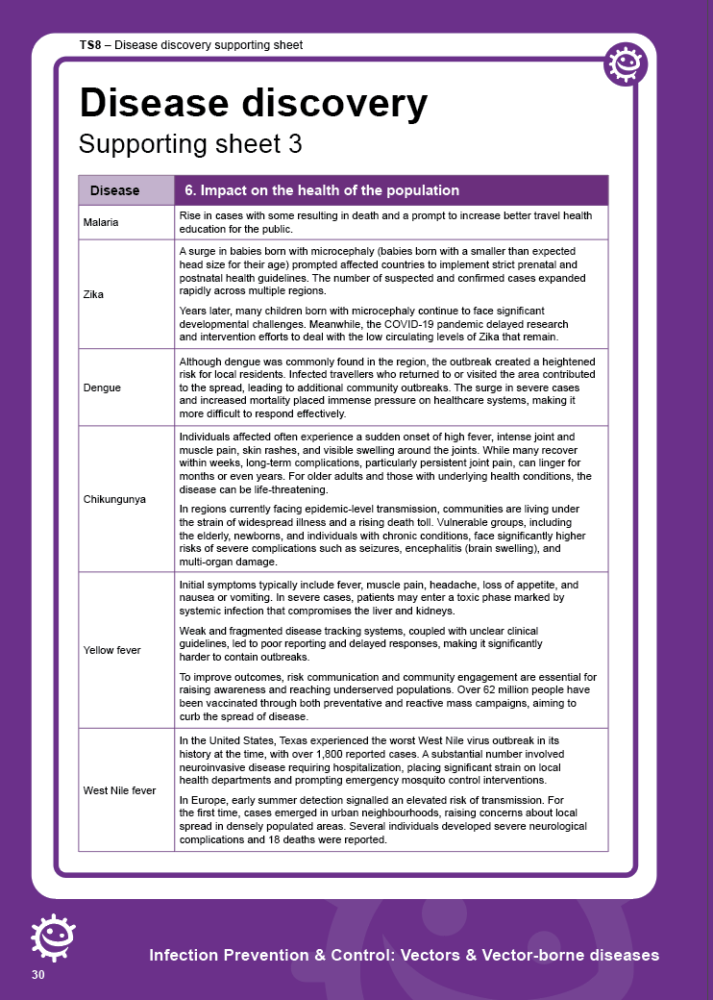 TS8 – Disease discovery supporting sheet
Disease discovery
Supporting sheet 3
Disease
6. Impact on the health of the population
Malaria
Rise in cases with some resulting in death and a prompt to increase better travel health
education for the public.
Zika
A surge in babies born with microcephaly (babies born with a smaller than expected
head size for their age) prompted affected countries to implement strict prenatal and
postnatal health guidelines. The number of suspected and confirmed cases expanded
rapidly across multiple regions.
Years later, many children born with microcephaly continue to face significant
developmental challenges. Meanwhile, the COVID-19 pandemic delayed research
and intervention efforts to deal with the low circulating levels of Zika that remain.
Dengue
Although dengue was commonly found in the region, the outbreak created a heightened
risk for local residents. Infected travellers who returned to or visited the area contributed
to the spread, leading to additional community outbreaks. The surge in severe cases
and increased mortality placed immense pressure on healthcare systems, making it
more difficult to respond effectively.
Chikungunya
Individuals affected often experience a sudden onset of high fever, intense joint and
muscle pain, skin rashes, and visible swelling around the joints. While many recover
within weeks, long-term complications, particularly persistent joint pain, can linger for
months or even years. For older adults and those with underlying health conditions, the
disease can be life-threatening.
In regions currently facing epidemic-level transmission, communities are living under
the strain of widespread illness and a rising death toll. Vulnerable groups, including
the elderly, newborns, and individuals with chronic conditions, face significantly higher
risks of severe complications such as seizures, encephalitis (brain swelling), and
multi-organ damage.
Yellow fever
Initial symptoms typically include fever, muscle pain, headache, loss of appetite, and
nausea or vomiting. In severe cases, patients may enter a toxic phase marked by
systemic infection that compromises the liver and kidneys.
Weak and fragmented disease tracking systems, coupled with unclear clinical
guidelines, led to poor reporting and delayed responses, making it significantly
harder to contain outbreaks.
To improve outcomes, risk communication and community engagement are essential for
raising awareness and reaching underserved populations. Over 62 million people have
been vaccinated through both preventative and reactive mass campaigns, aiming to
curb the spread of disease.
West Nile fever
In the United States, Texas experienced the worst West Nile virus outbreak in its
history at the time, with over 1,800 reported cases. A substantial number involved
neuroinvasive disease requiring hospitalization, placing significant strain on local
health departments and prompting emergency mosquito control interventions.
In Europe, early summer detection signalled an elevated risk of transmission. For
the first time, cases emerged in urban neighbourhoods, raising concerns about local
spread in densely populated areas. Several individuals developed severe neurological
complications and 18 deaths were reported.
Infection Prevention & Control: Vectors & Vector-borne diseases
30